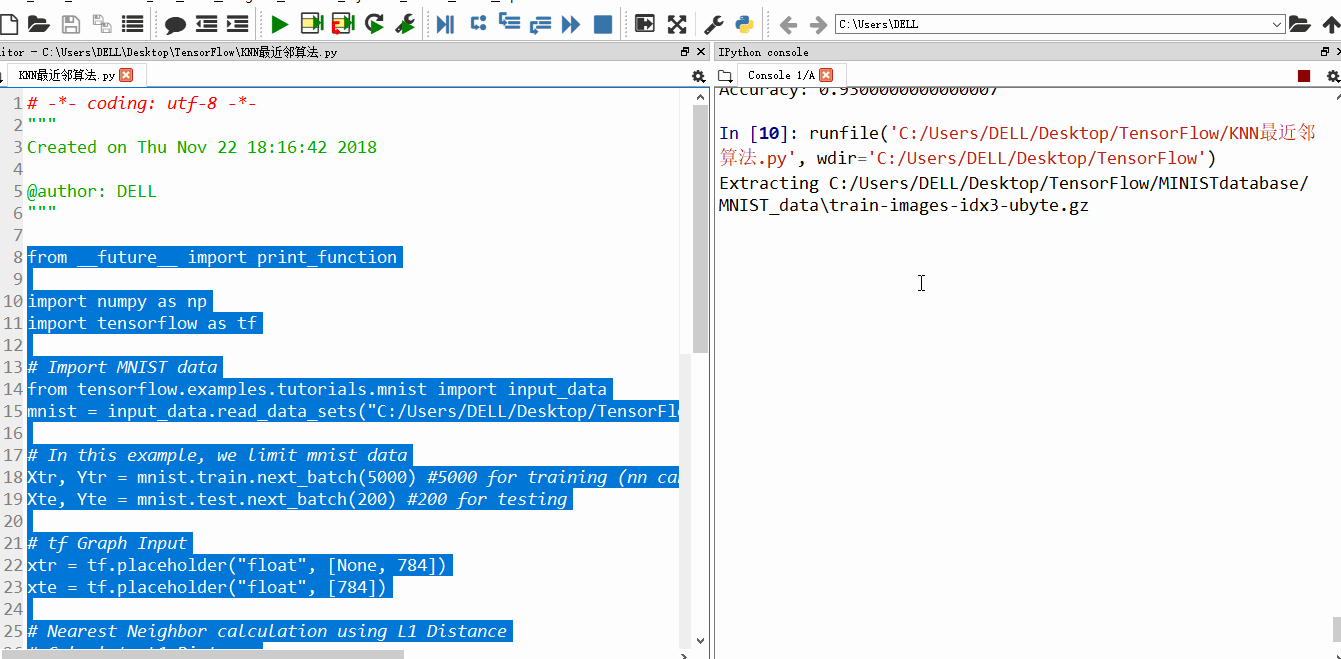 C:\Users\DELL
itor - C:\Users\DELL\Desktop\TensorFlow\KNN最近邻算法.py
KNN最近邻算法.py
1 # -*- coding: utf-8 -*-
2 """
3 Created on Thu Nov 22 18:16:42 2018
4
5 @author: DELL
6 """
7
8 from __future__ import print_function
9
10 import numpy as np
11 import tensorflow as tf
12
13 # Import MNIST data
14 from tensorflow.examples.tutorials.mnist import input_data
15 mnist = input_data.read_data_sets("C:/Users/DELL/Desktop/TensorFl
16
17 # In this example, we limit mnist data
18 Xtr, Ytr = mnist.train.next_batch(5000) #5000 for training (nn ca
19 Xte, Yte = mnist.test.next_batch(200) #200 for testing
20
21 # tf Graph Input
22 xtr = tf.placeholder("float", [None, 784])
23 xte = tf.placeholder("float", [784])
24
25 # Nearest Neighbor calculation using L1 Distance
IPython console
Console 1/A
Accuracy: 0.9300000000000007
In [10]: runfile('C:/Users/DELL/Desktop/TensorFlow/KNN最近邻
算法.py', wdir='C:/Users/DELL/Desktop/TensorFlow')
Extracting C:/Users/DELL/Desktop/TensorFlow/MINISTdatabase/
MNIST_data\train-images-idx3-ubyte.gz